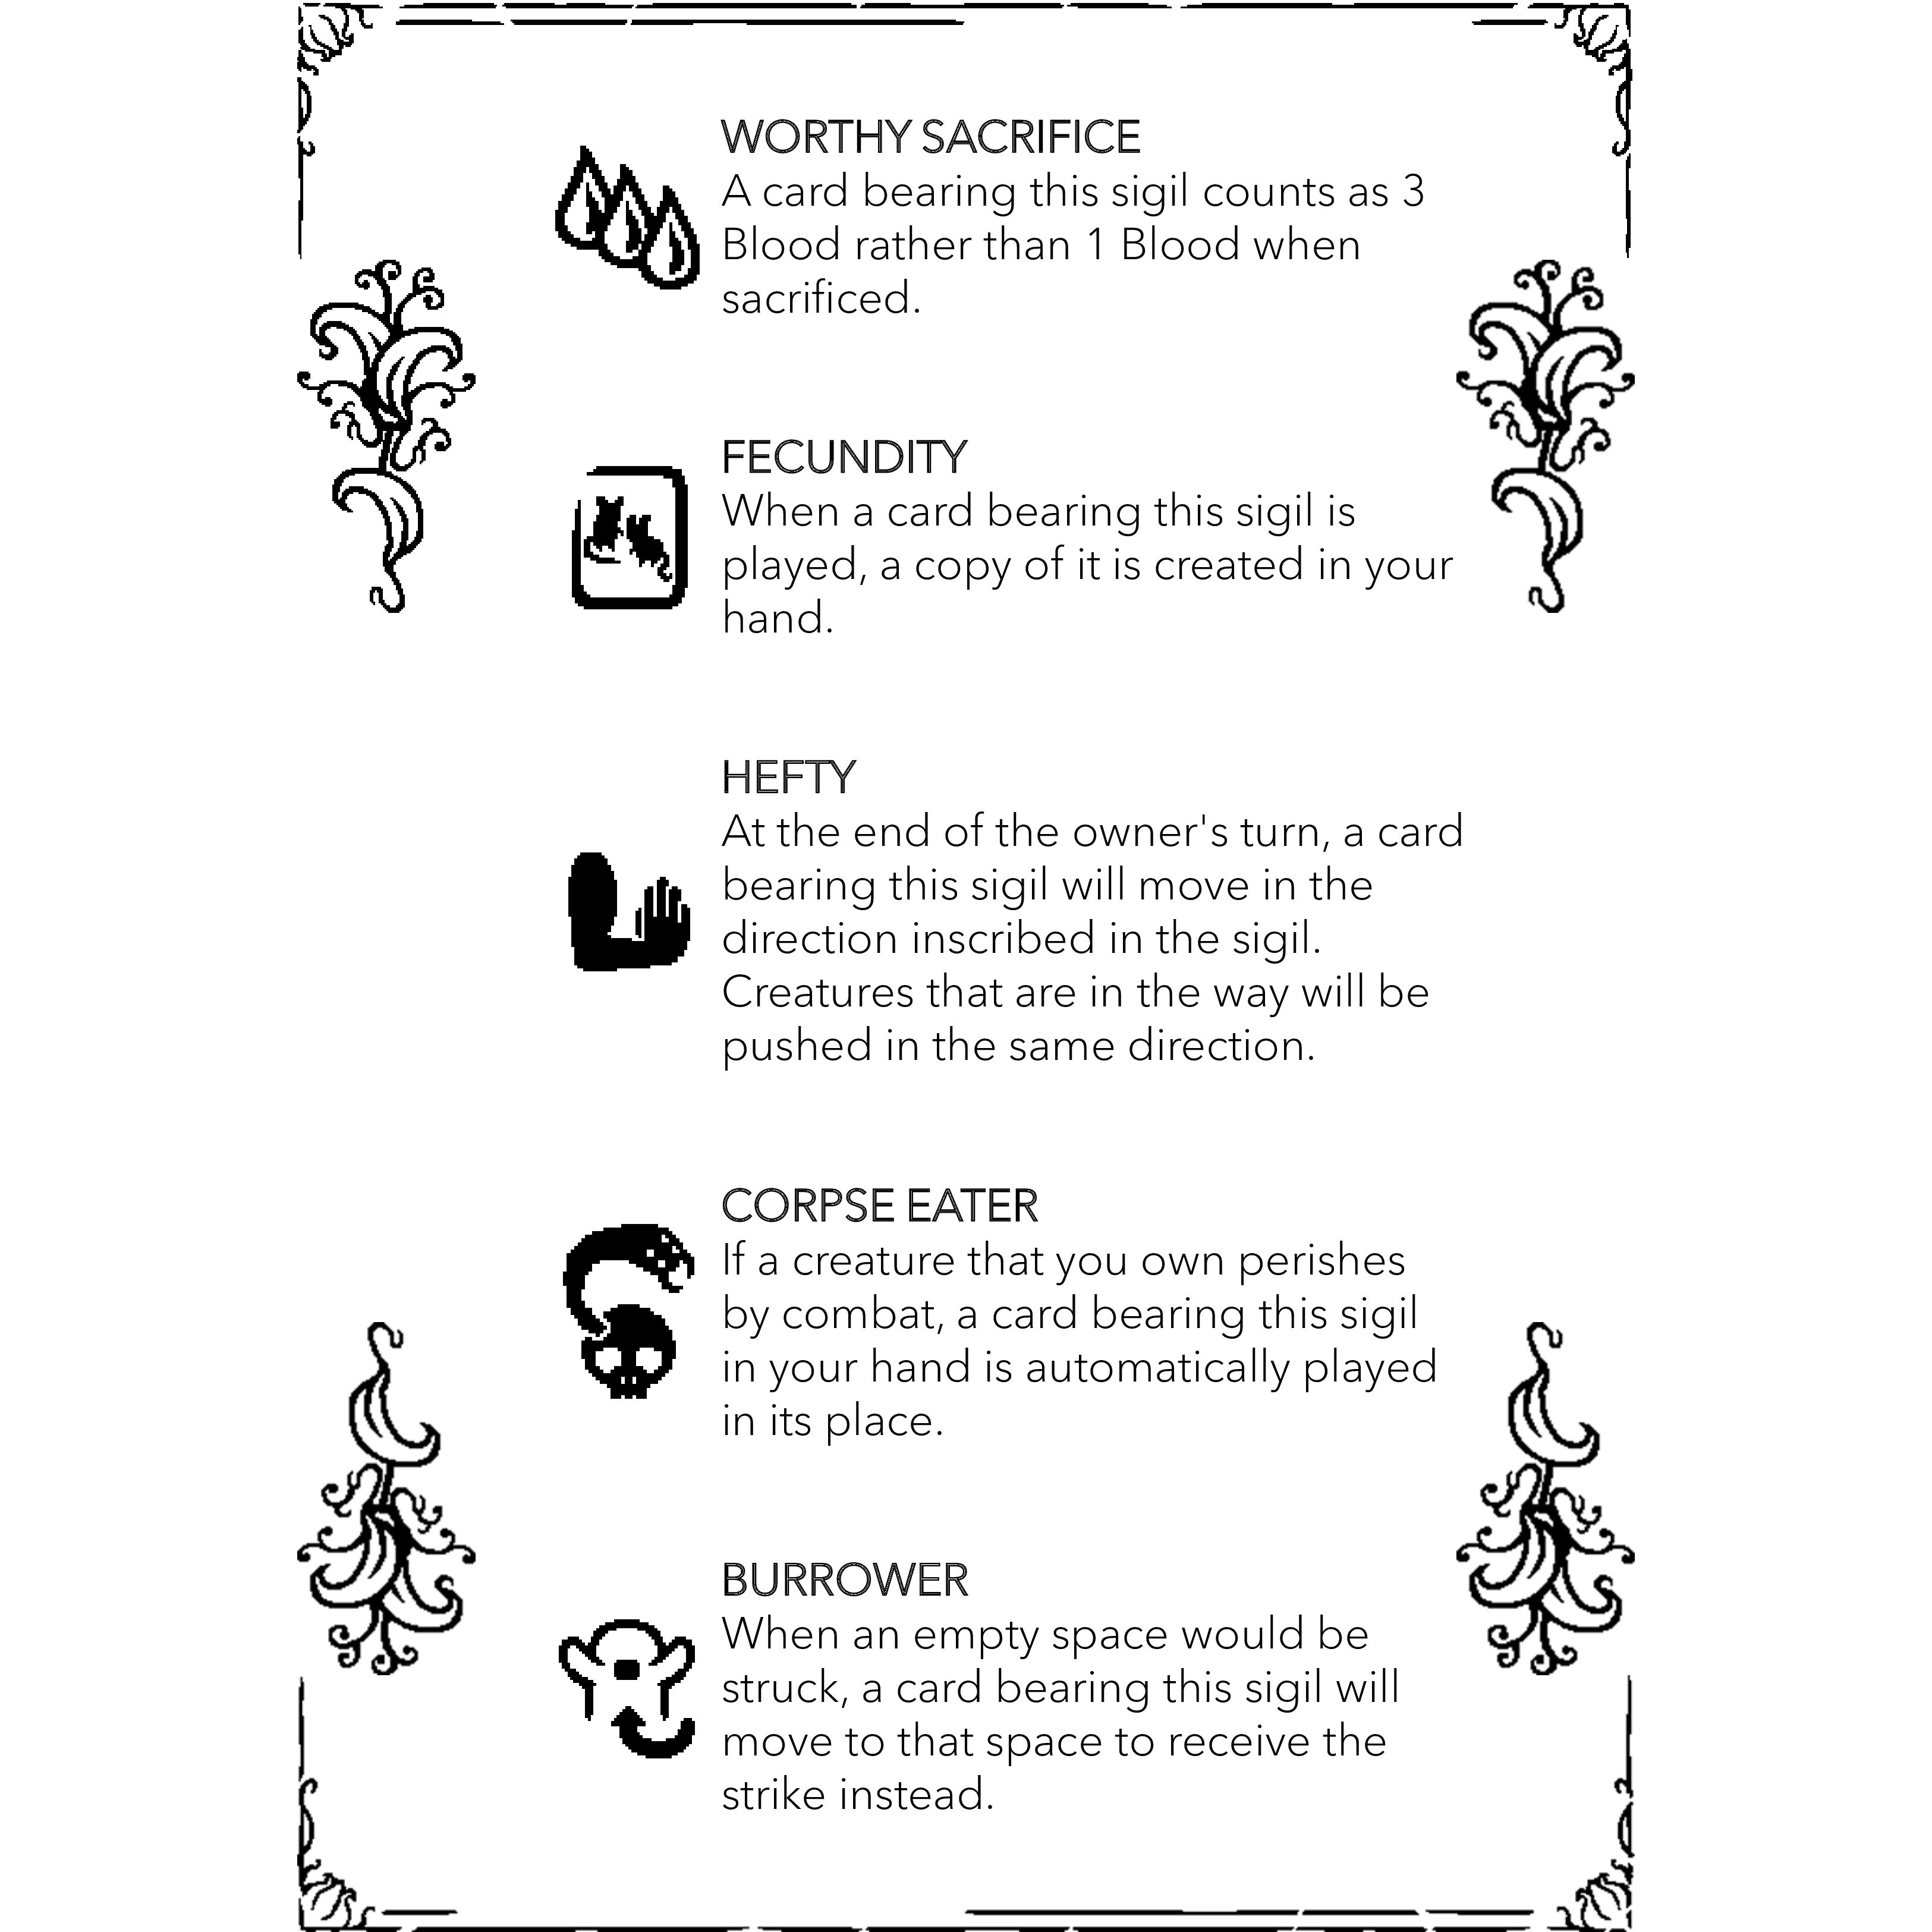 WORTHY SACRIFICE
A card bearing this sigil counts as 3
Blood rather than 1 Blood when
sacrificed.
FECUNDITY
When a card bearing this sigil is
played, a copy of it is created in your
hand.
HEFTY
At the end of the owner's turn, a card
bearing this sigil will move in the
direction inscribed in the sigil.
Creatures that are in the way will be
pushed in the same direction.
CORPSE EATER
If a creature that you own perishes
by combat, a card bearing this sigil
in your hand is automatically played
in its place.
BURROWER
When an empty space would be
struck, a card bearing this sigil will
move to that space to receive the
strike instead.